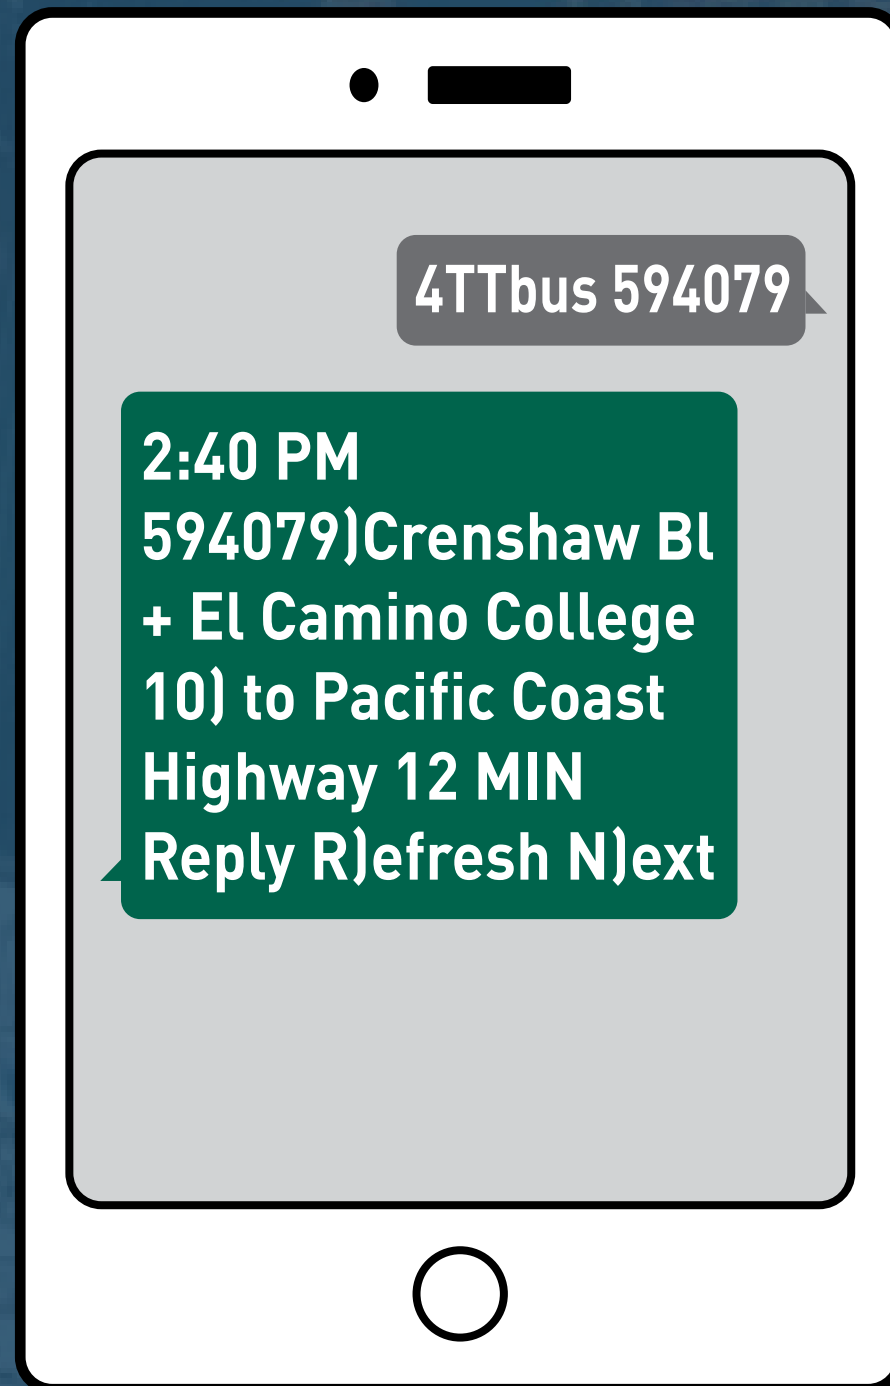 4TTbus 594079
2:40 PM
594079)Crenshaw Bl
+ El Camino College
10) to Pacific Coast
Highway 12 MIN
Reply R)efresh N)ext